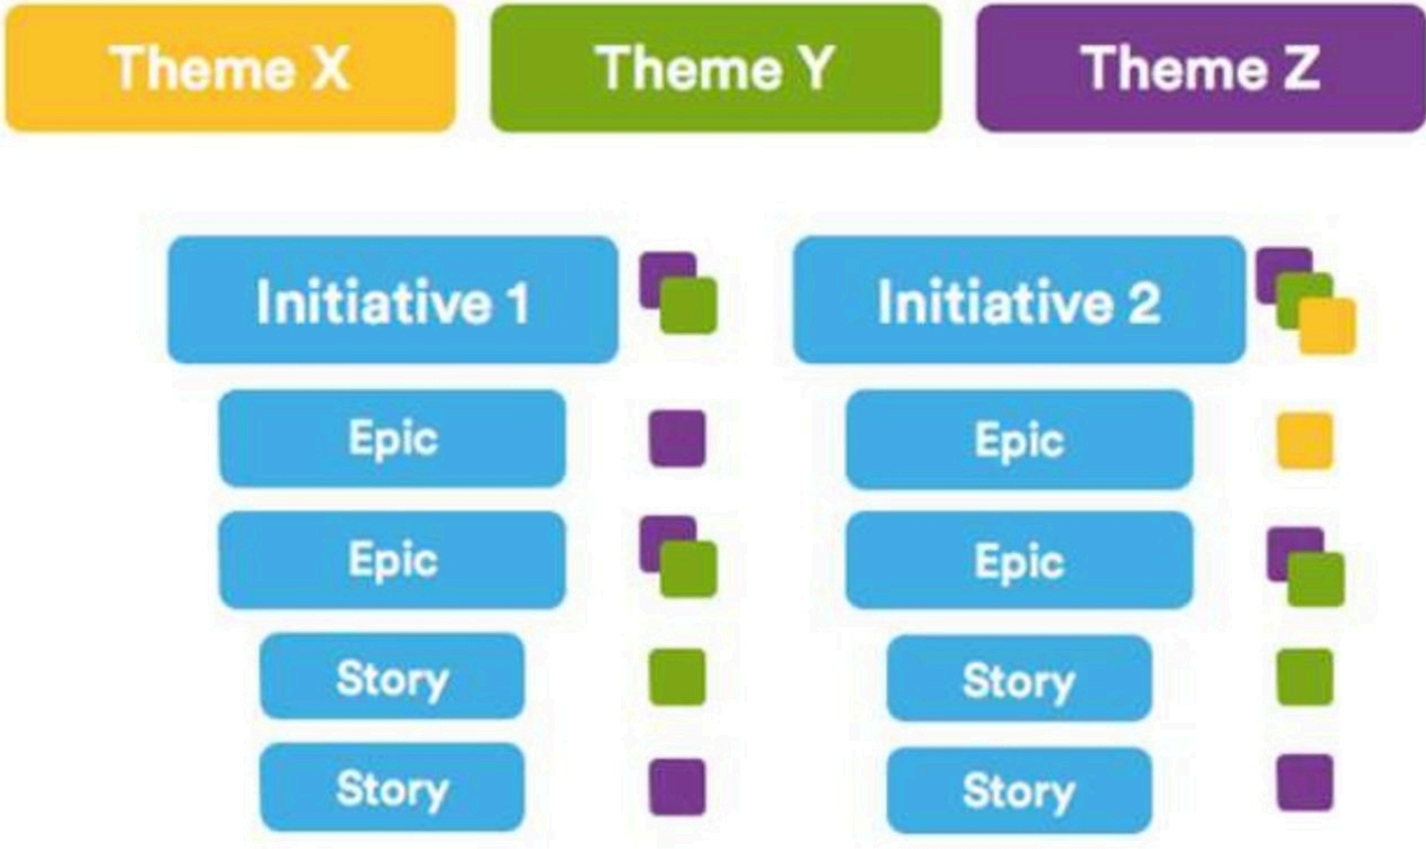 Theme X
Theme Y
Theme Z
Initiative 1
Initiative 2
Epic
Epic
Epic
Epic
Story
Story
Story
Story